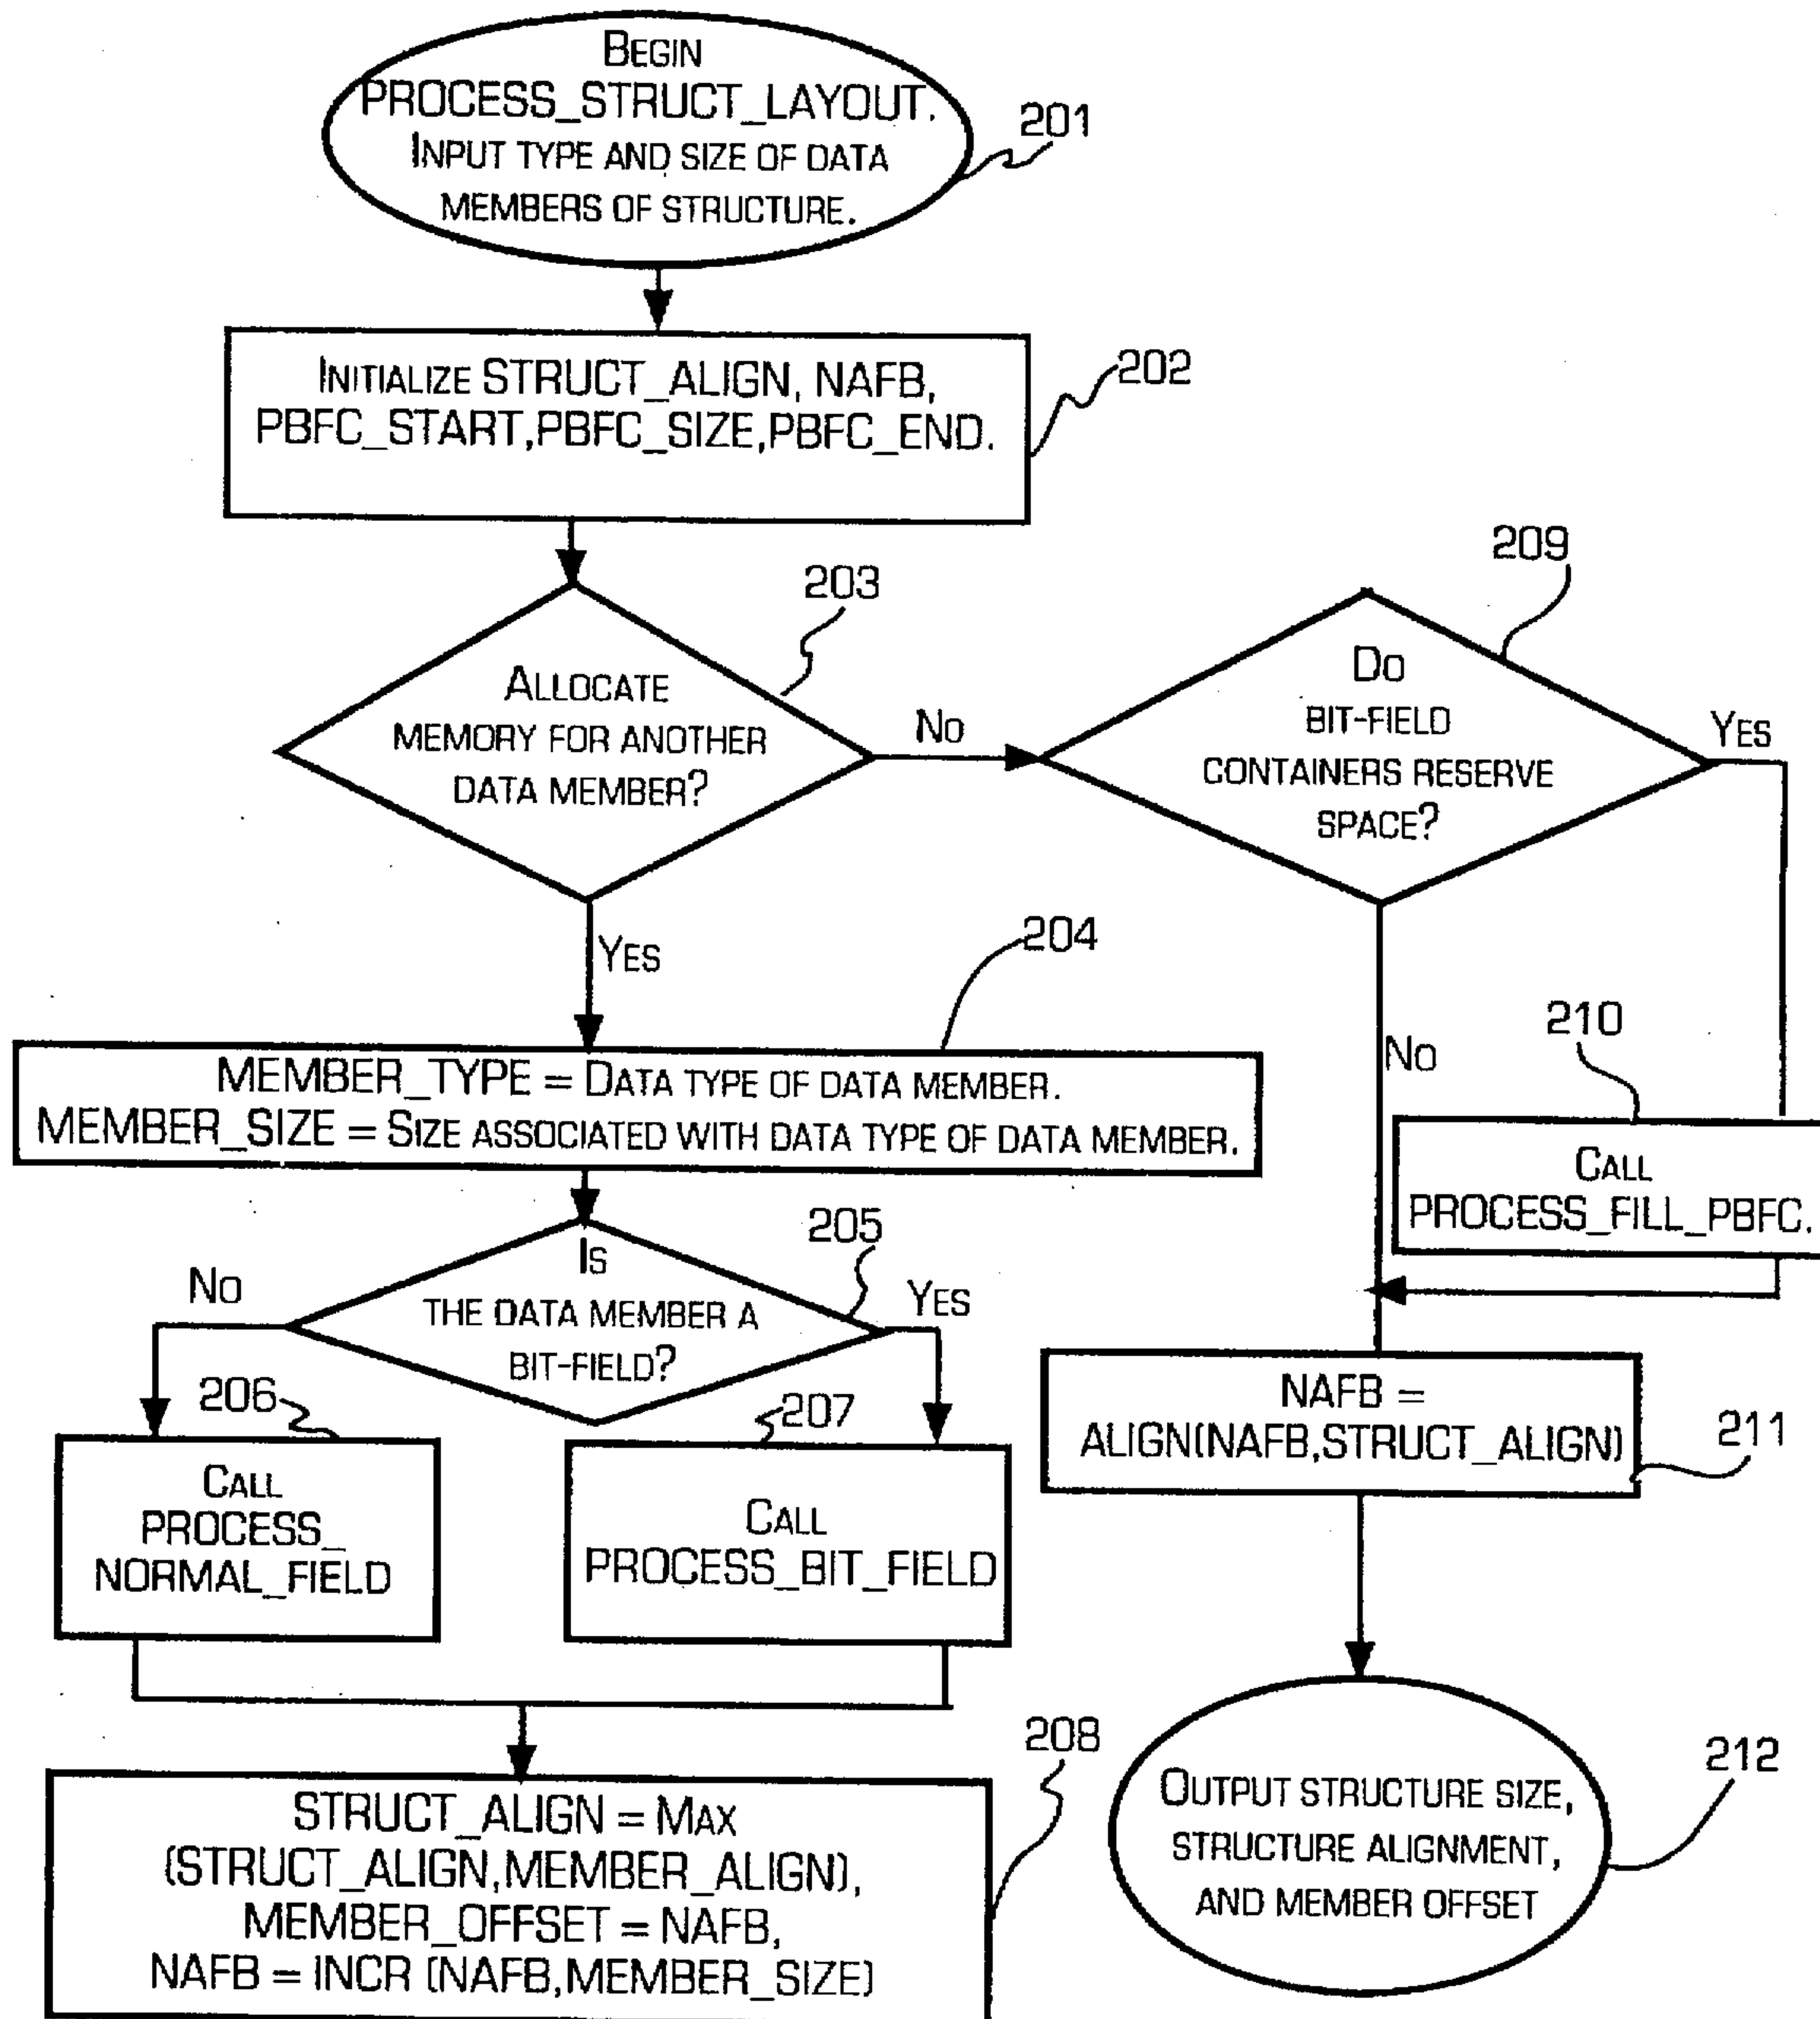 BEGIN
PROCESS_STRUCT_LAYOUT.
INPUT TYPE AND SIZE OF DATA
MEMBERS OF STRUCTURE.
201
INITIALIZE STRUCT_ALIGN, NAFB,
PBFC_START,PBFC_SIZE,PBFC_END.
202
203
ALLOCATE
MEMORY FOR ANOTHER
DATA MEMBER?
NO
YES
209
DO
BIT-FIELD
CONTAINERS RESERVE
SPACE?
YES
NO
204
MEMBER_TYPE = DATA TYPE OF DATA MEMBER.
MEMBER_SIZE = SIZE ASSOCIATED WITH DATA TYPE OF DATA MEMBER.
210
CALL
PROCESS_FILL_PBFC.
205
IS
THE DATA MEMBER A
BIT-FIELD?
NO
YES
206
CALL
PROCESS_
NORMAL_FIELD
207
CALL
PROCESS_BIT_FIELD
NAFB =
ALIGN(NAFB,STRUCT_ALIGN)
211
208
STRUCT_ALIGN = MAX
(STRUCT_ALIGN,MEMBER_ALIGN),
MEMBER_OFFSET = NAFB,
NAFB = INCR (NAFB,MEMBER_SIZE)
212
OUTPUT STRUCTURE SIZE,
STRUCTURE ALIGNMENT,
AND MEMBER OFFSET